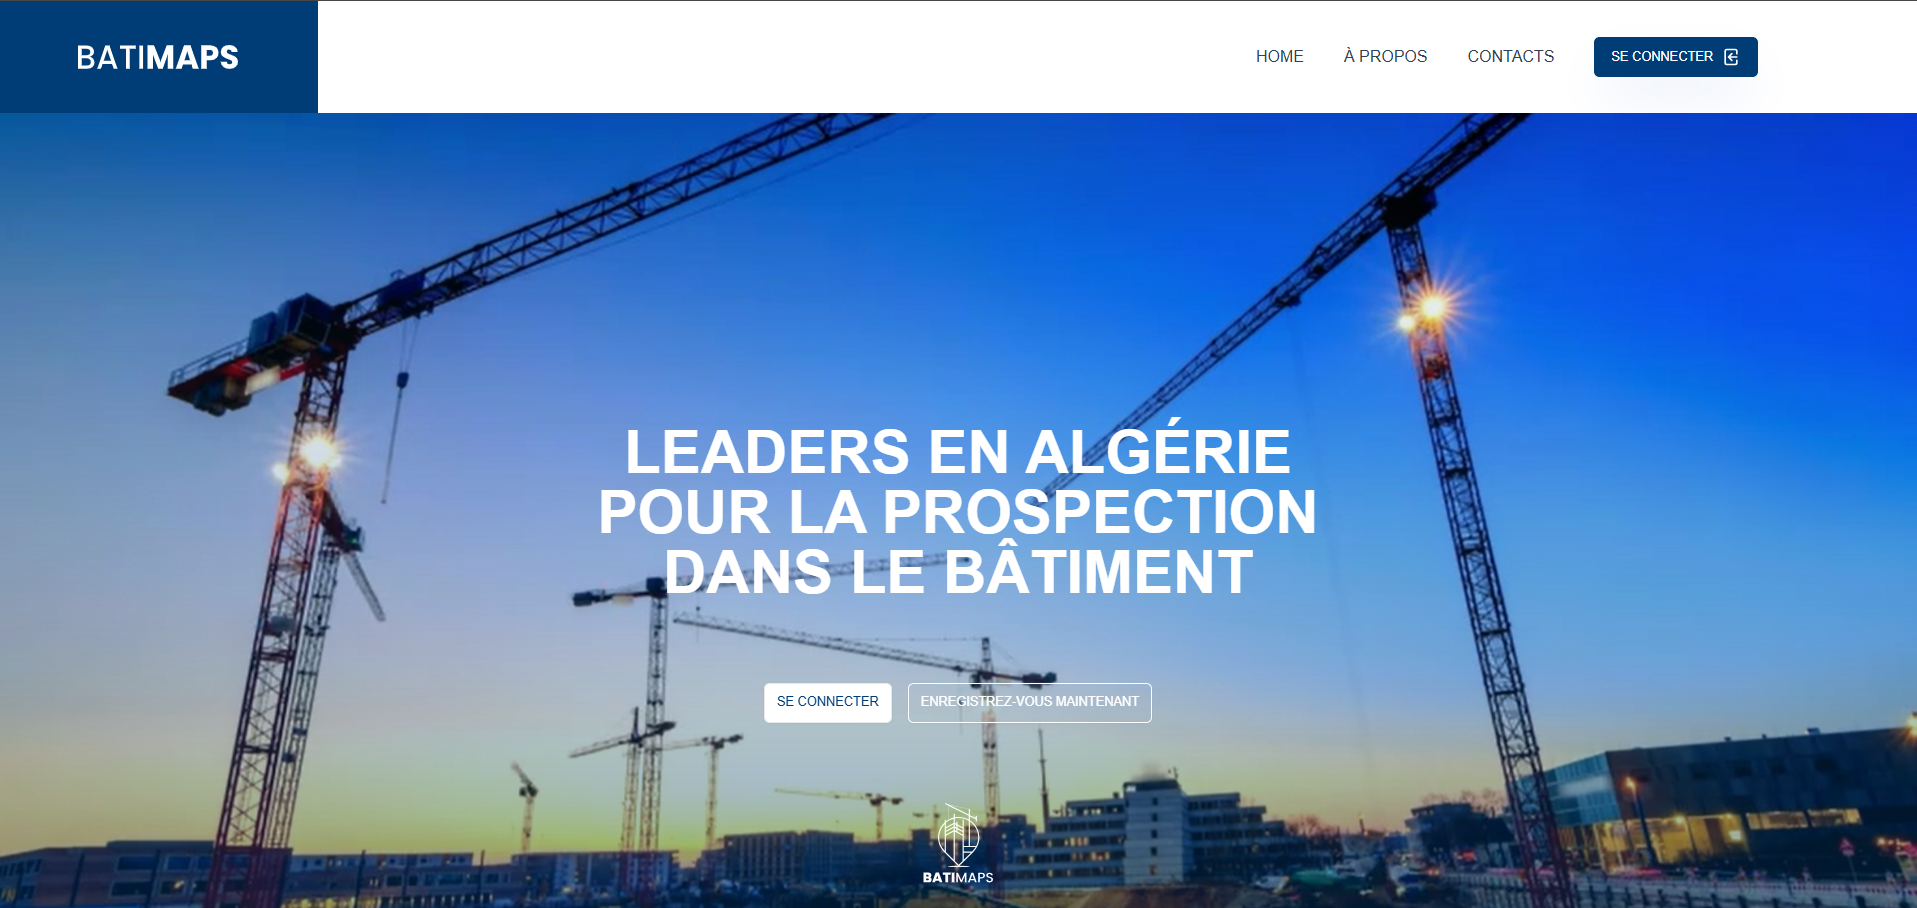 BATIMAPS
HOME
À PROPOS
CONTACTS
SE CONNECTER
LEADERS EN ALGÉRIE
POUR LA PROSPECTION
DANS LE BÂTIMENT
SE CONNECTER
ENREGISTREZ-VOUS MAINTENANT
BATIMAPS